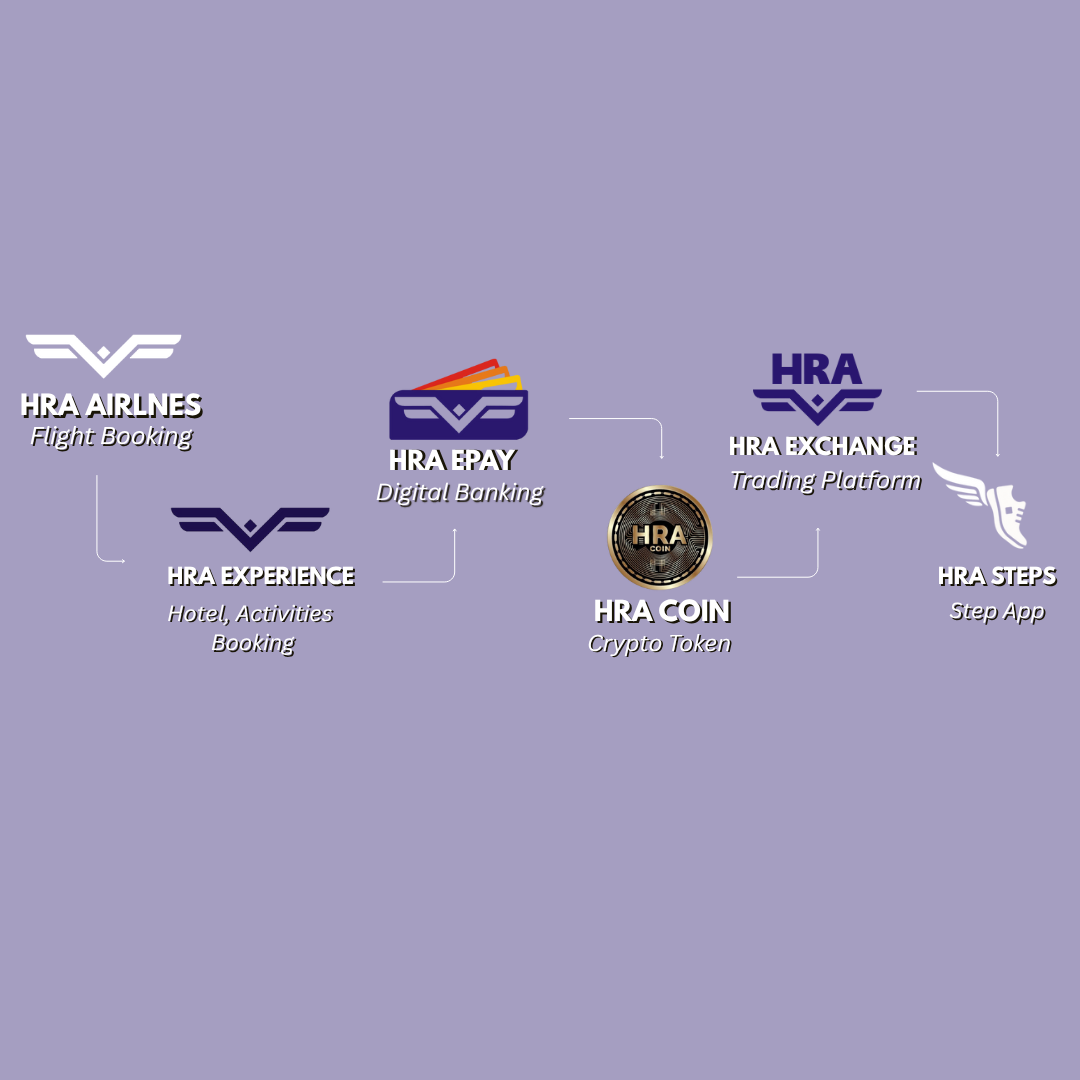 HRA AIRLNES
Flight Booking
HRA EXPERIENCE
Hotel, Activities
Booking
HRA EPAY
Digital Banking
HRA
COIN
HRA COIN
Crypto Token
HRA
HRA EXCHANGE
Trading Platform
HRA STEPS
Step App